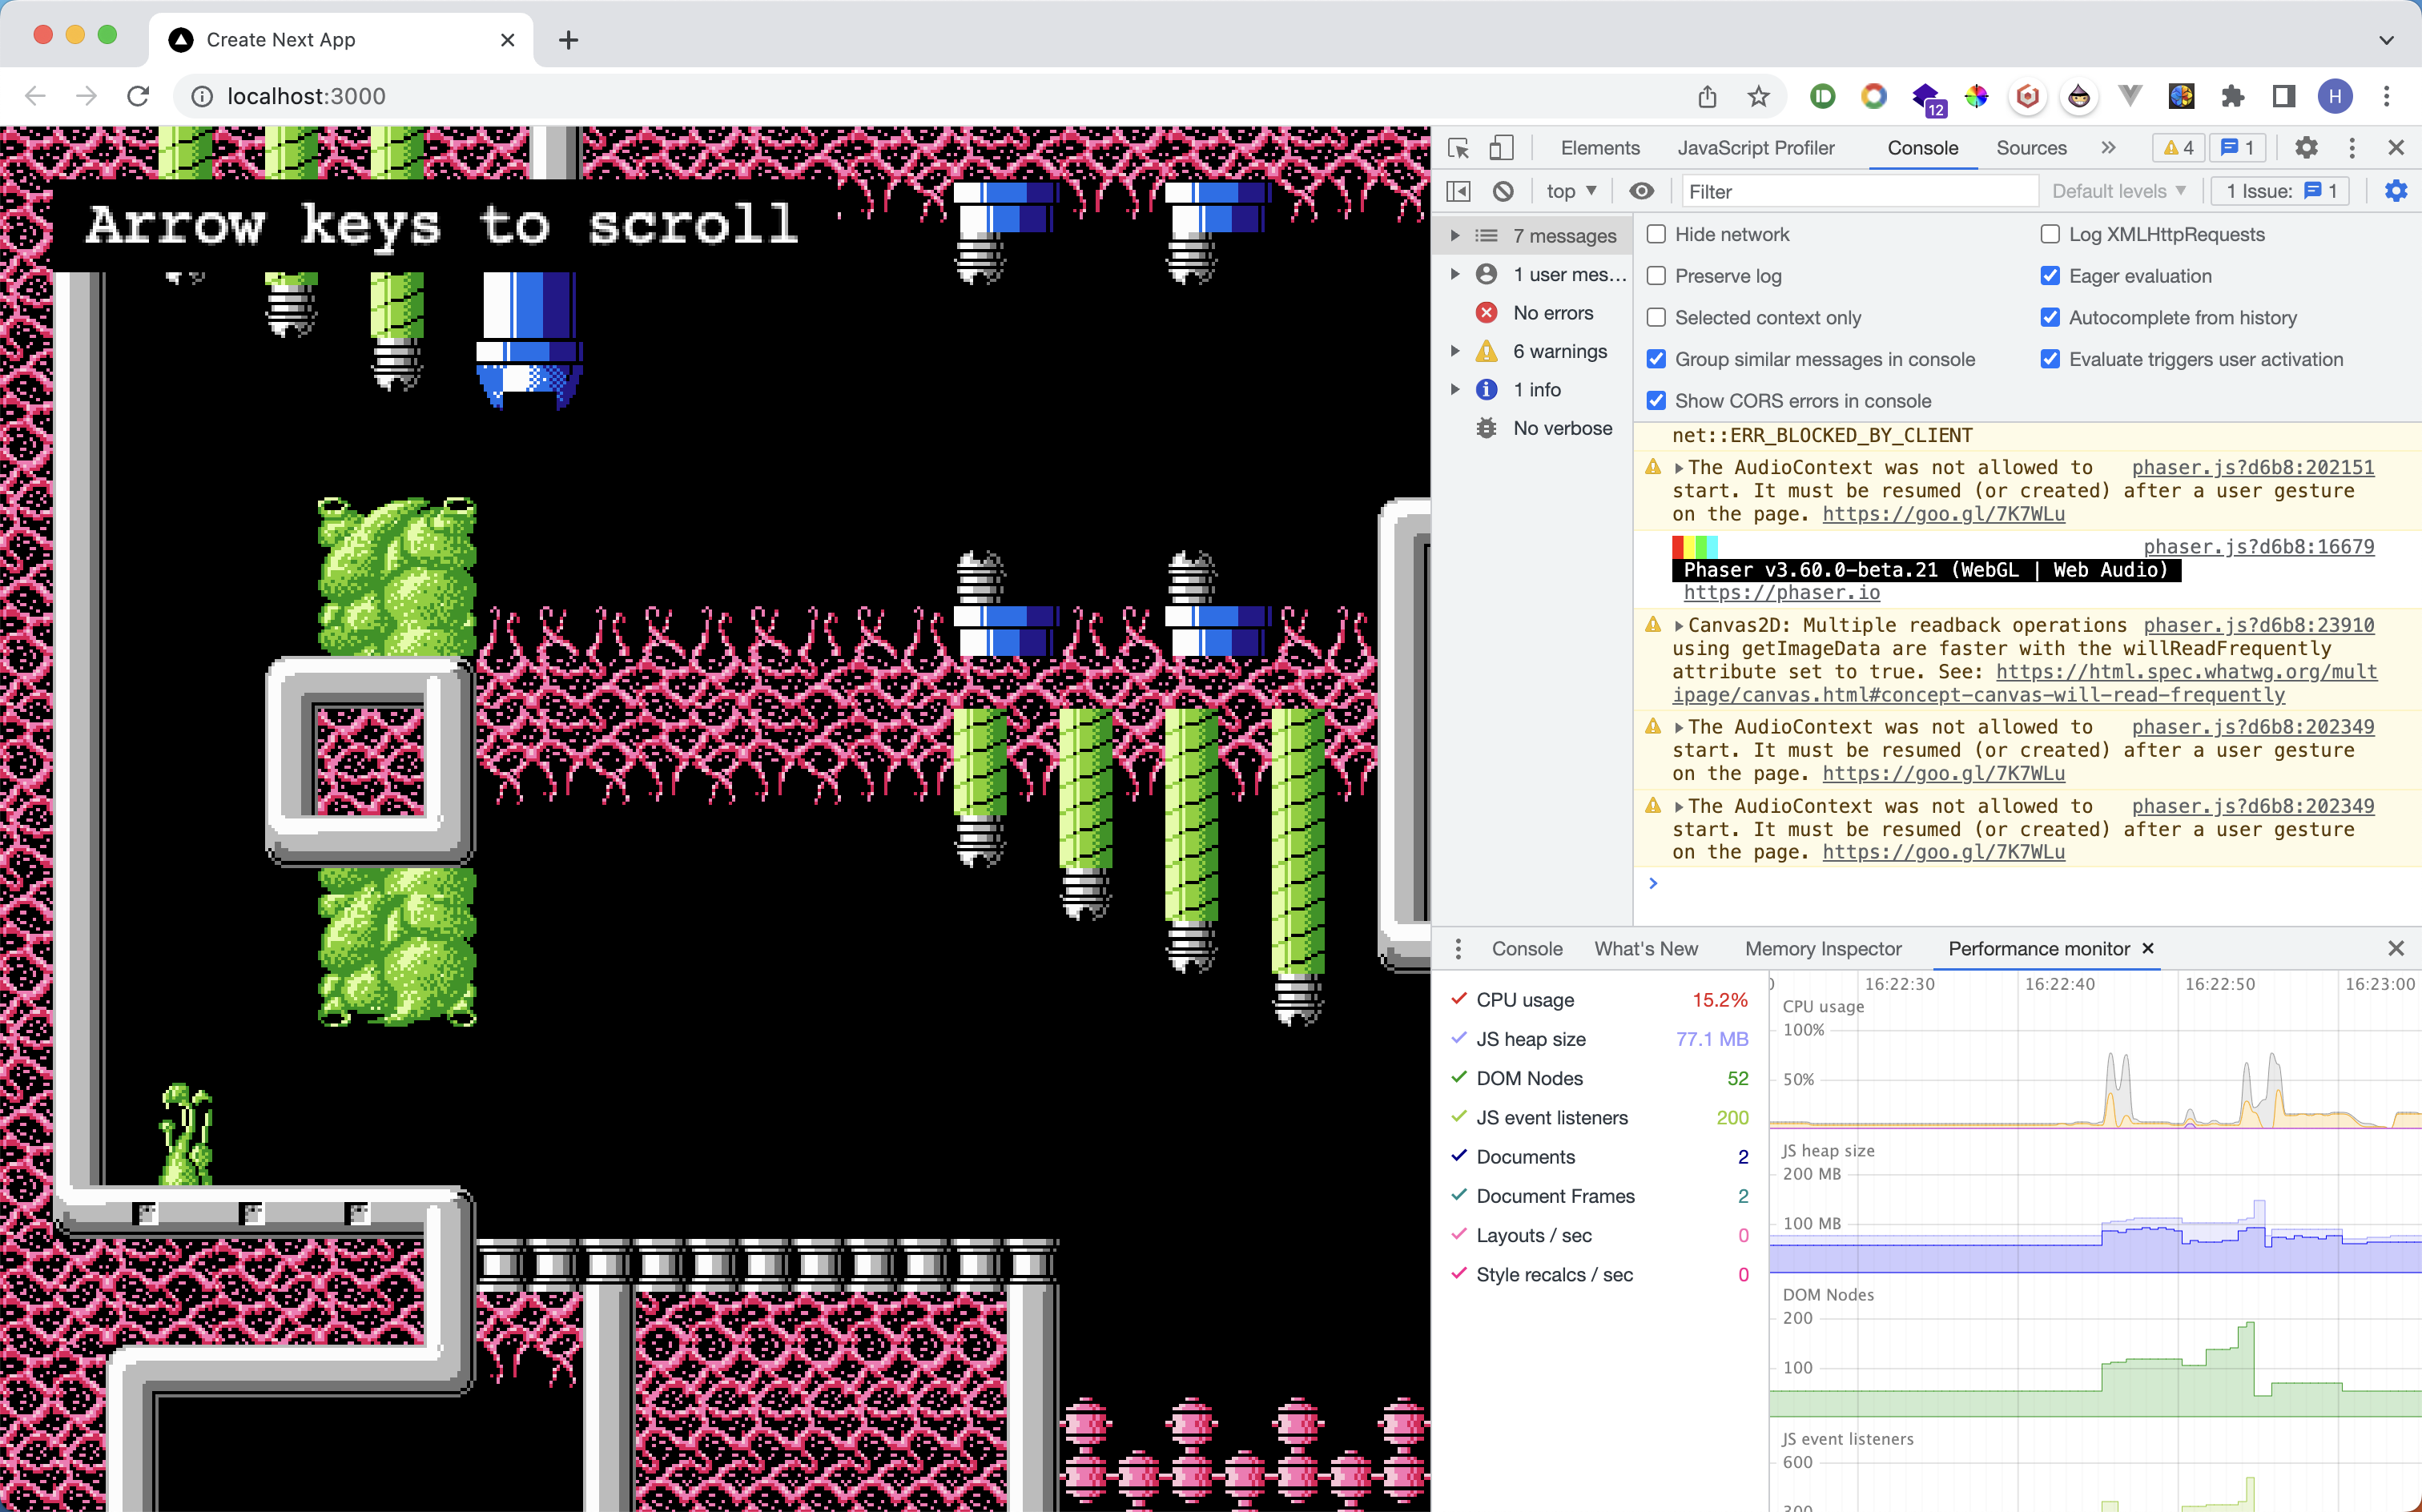 Create Next App
localhost:3000
12
H
Arrow keys to scroll
Elements
JavaScript Profiler
Console
Sources
4
1
top
Filter
Default levels
1 Issue:
1
7 messages
1 user mes...
No errors
6 warnings
1 info
No verbose
Hide network
Log XMLHttpRequests
Preserve log
Eager evaluation
Selected context only
Autocomplete from history
Group similar messages in console
Evaluate triggers user activation
Show CORS errors in console
net::ERR_BLOCKED_BY_CLIENT
The AudioContext was not allowed to phaser.js?d6b8:202151
start. It must be resumed (or created) after a user gesture
on the page. https://goo.gl/7K7WLu
phaser.js?d6b8:16679
Phaser v3.60.0-beta.21 (WebGL | Web Audio)
https://phaser.io
Canvas2D: Multiple readback operations phaser.js?d6b8:23910
using getImageData are faster with the willReadFrequently
attribute set to true. See: https://html.spec.whatwg.org/mult
ipage/canvas.html#concept-canvas-will-read-frequently
The AudioContext was not allowed to phaser.js?d6b8:202349
start. It must be resumed (or created) after a user gesture
on the page. https://goo.gl/7K7WLu
The AudioContext was not allowed to phaser.js?d6b8:202349
start. It must be resumed (or created) after a user gesture
on the page. https://goo.gl/7K7WLu
Console
What's New
Memory Inspector
Performance monitor
CPU usage 15.2%
JS heap size 77.1 MB
DOM Nodes 52
JS event listeners 200
Documents 2
Document Frames 2
Layouts / sec 0
Style recalcs / sec 0
16:22:30
16:22:40
16:22:50
16:23:00
CPU usage
100%
50%
JS heap size
200 MB
100 MB
DOM Nodes
200
100
JS event listeners
600
300